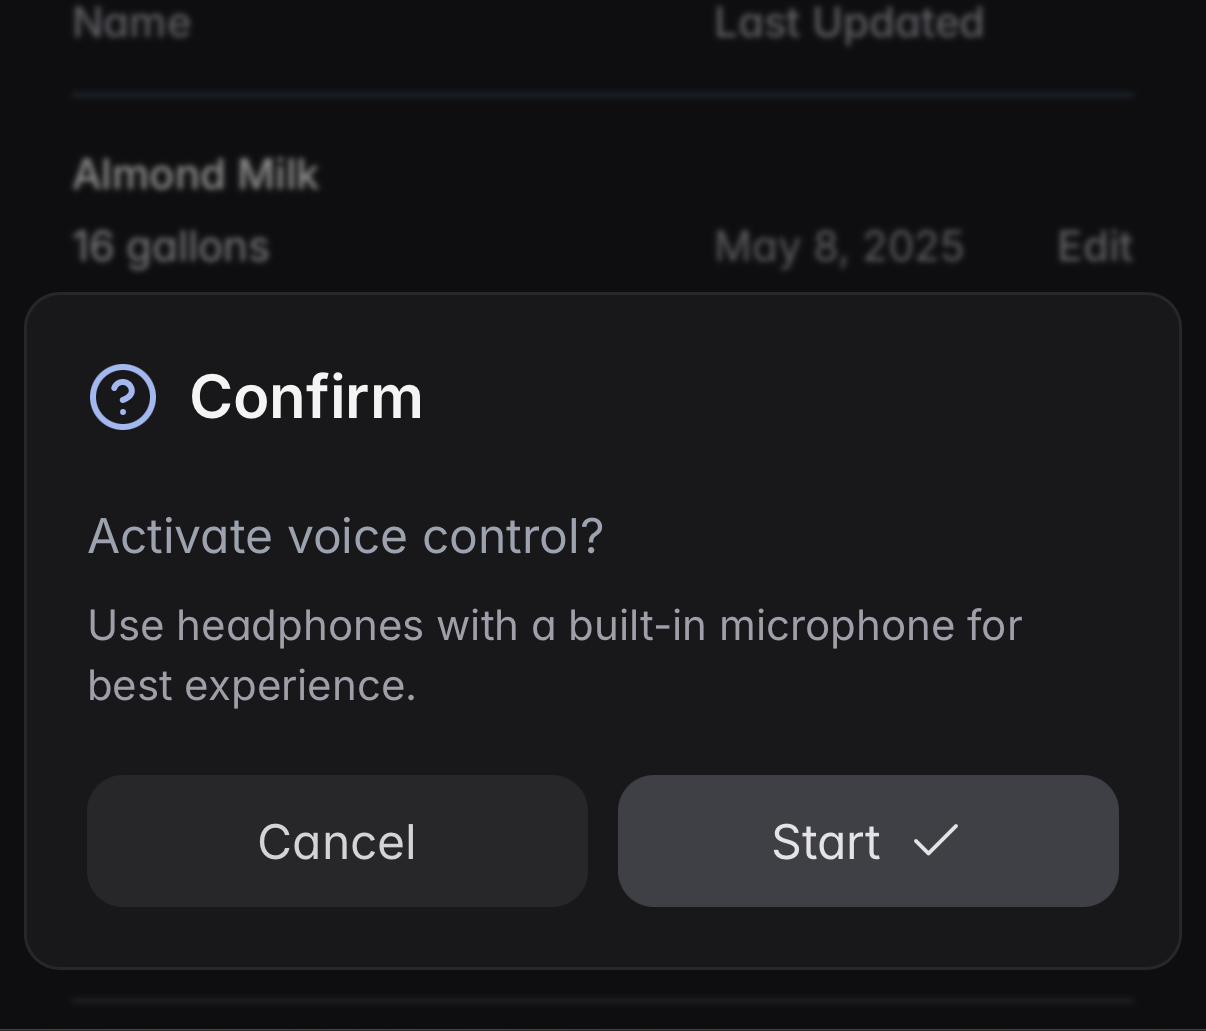 Name Last Updated
Almond Milk
16 gallons May 8, 2025 Edit
Confirm
Activate voice control?
Use headphones with a built-in microphone for
best experience.
Cancel Start